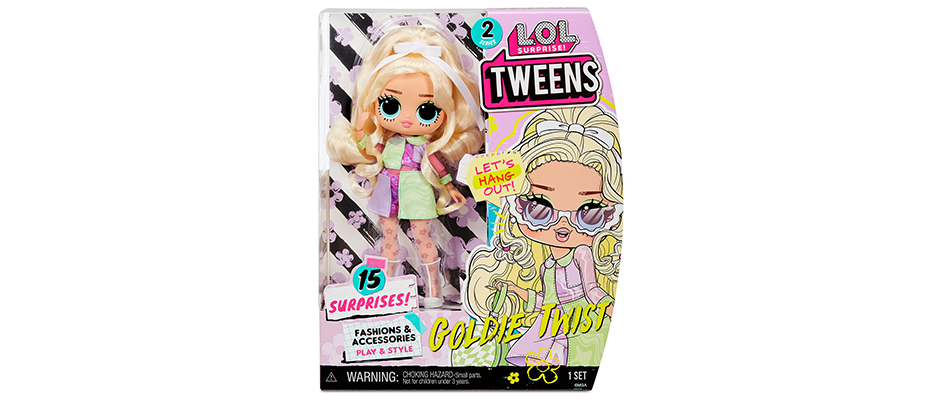 2
SERIES
L.O.L
SURPRISE!
TWEENS
LET'S
HANG
OUT!
15
SURPRISES!
FASHIONS &
ACCESSORIES
PLAY & STYLE
GOLDIE TWIST
WARNING: CHOKING HAZARD-Small parts.
Not for children under 3 years.
1 SET
©MGA